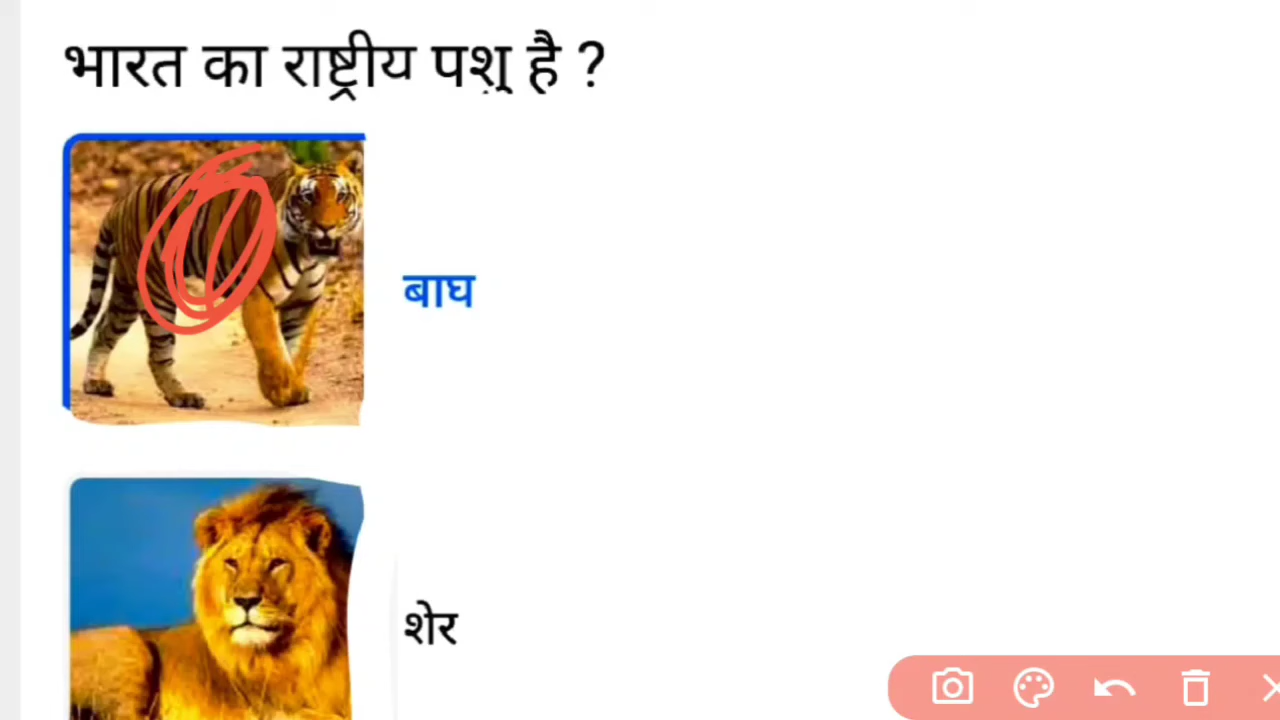 भारत का राष्ट्रीय पशु है ?
बाघ
शेर